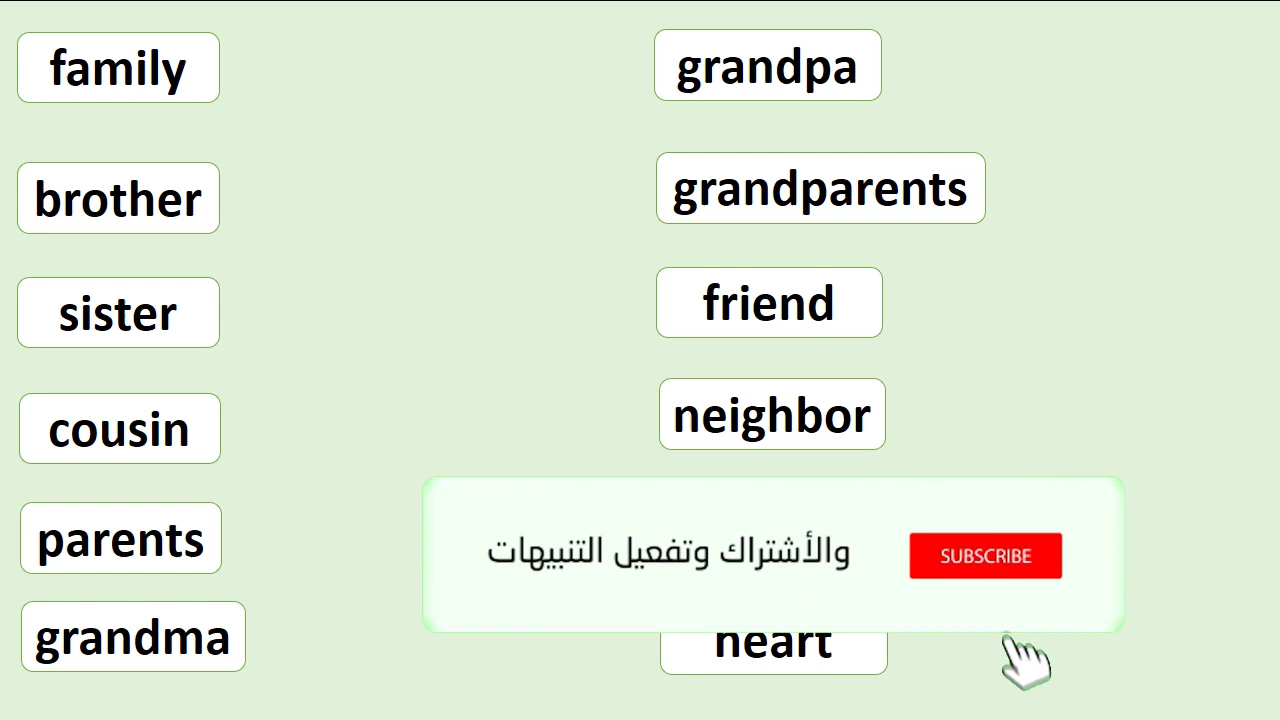 family
brother
sister
cousin
parents
grandma
grandpa
grandparents
friend
neighbor
والأشتراك وتفعيل التنبيهات
SUBSCRIBE
heart